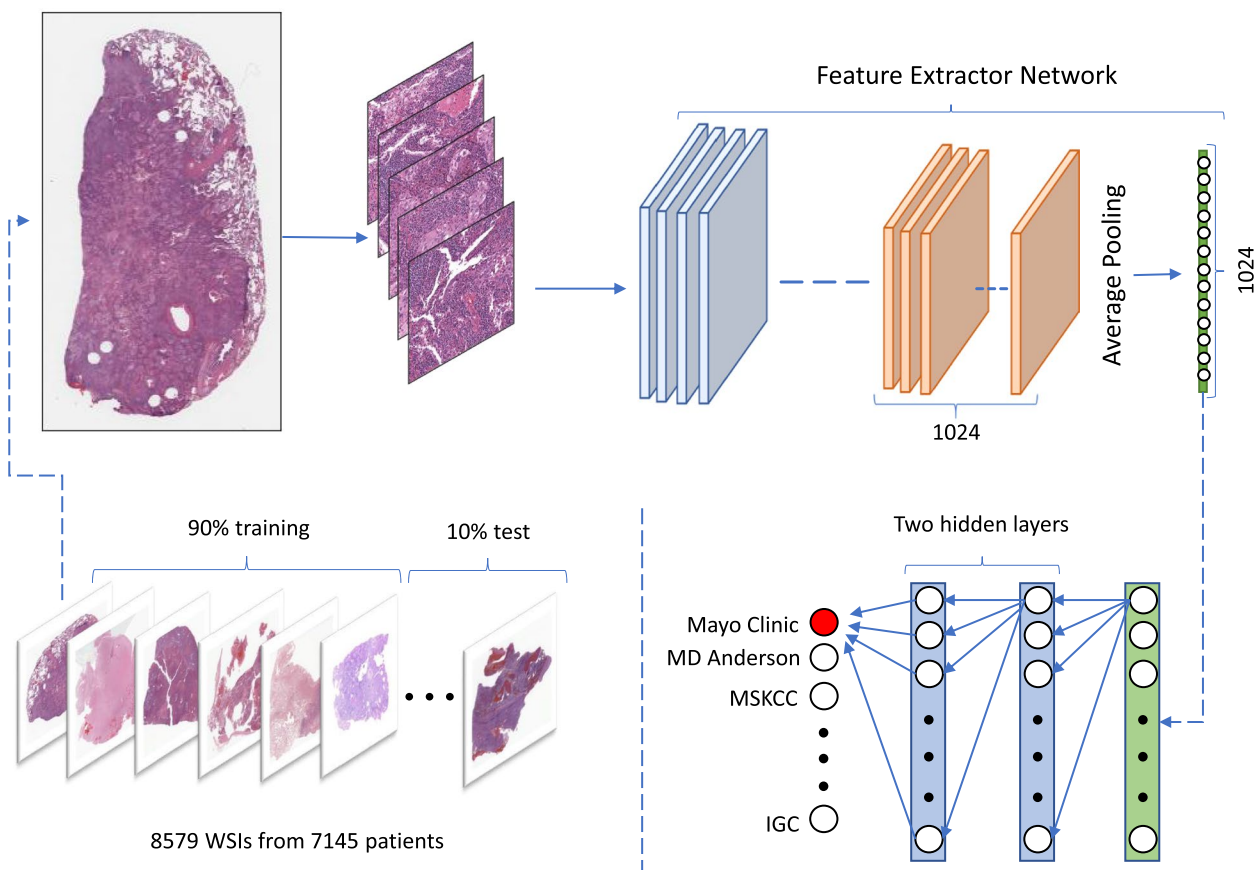 Feature Extractor Network
Average Pooling
1024
1024
90% training
10% test
8579 WSIs from 7145 patients
Two hidden layers
Mayo Clinic
MD Anderson
MSKCC
IGC